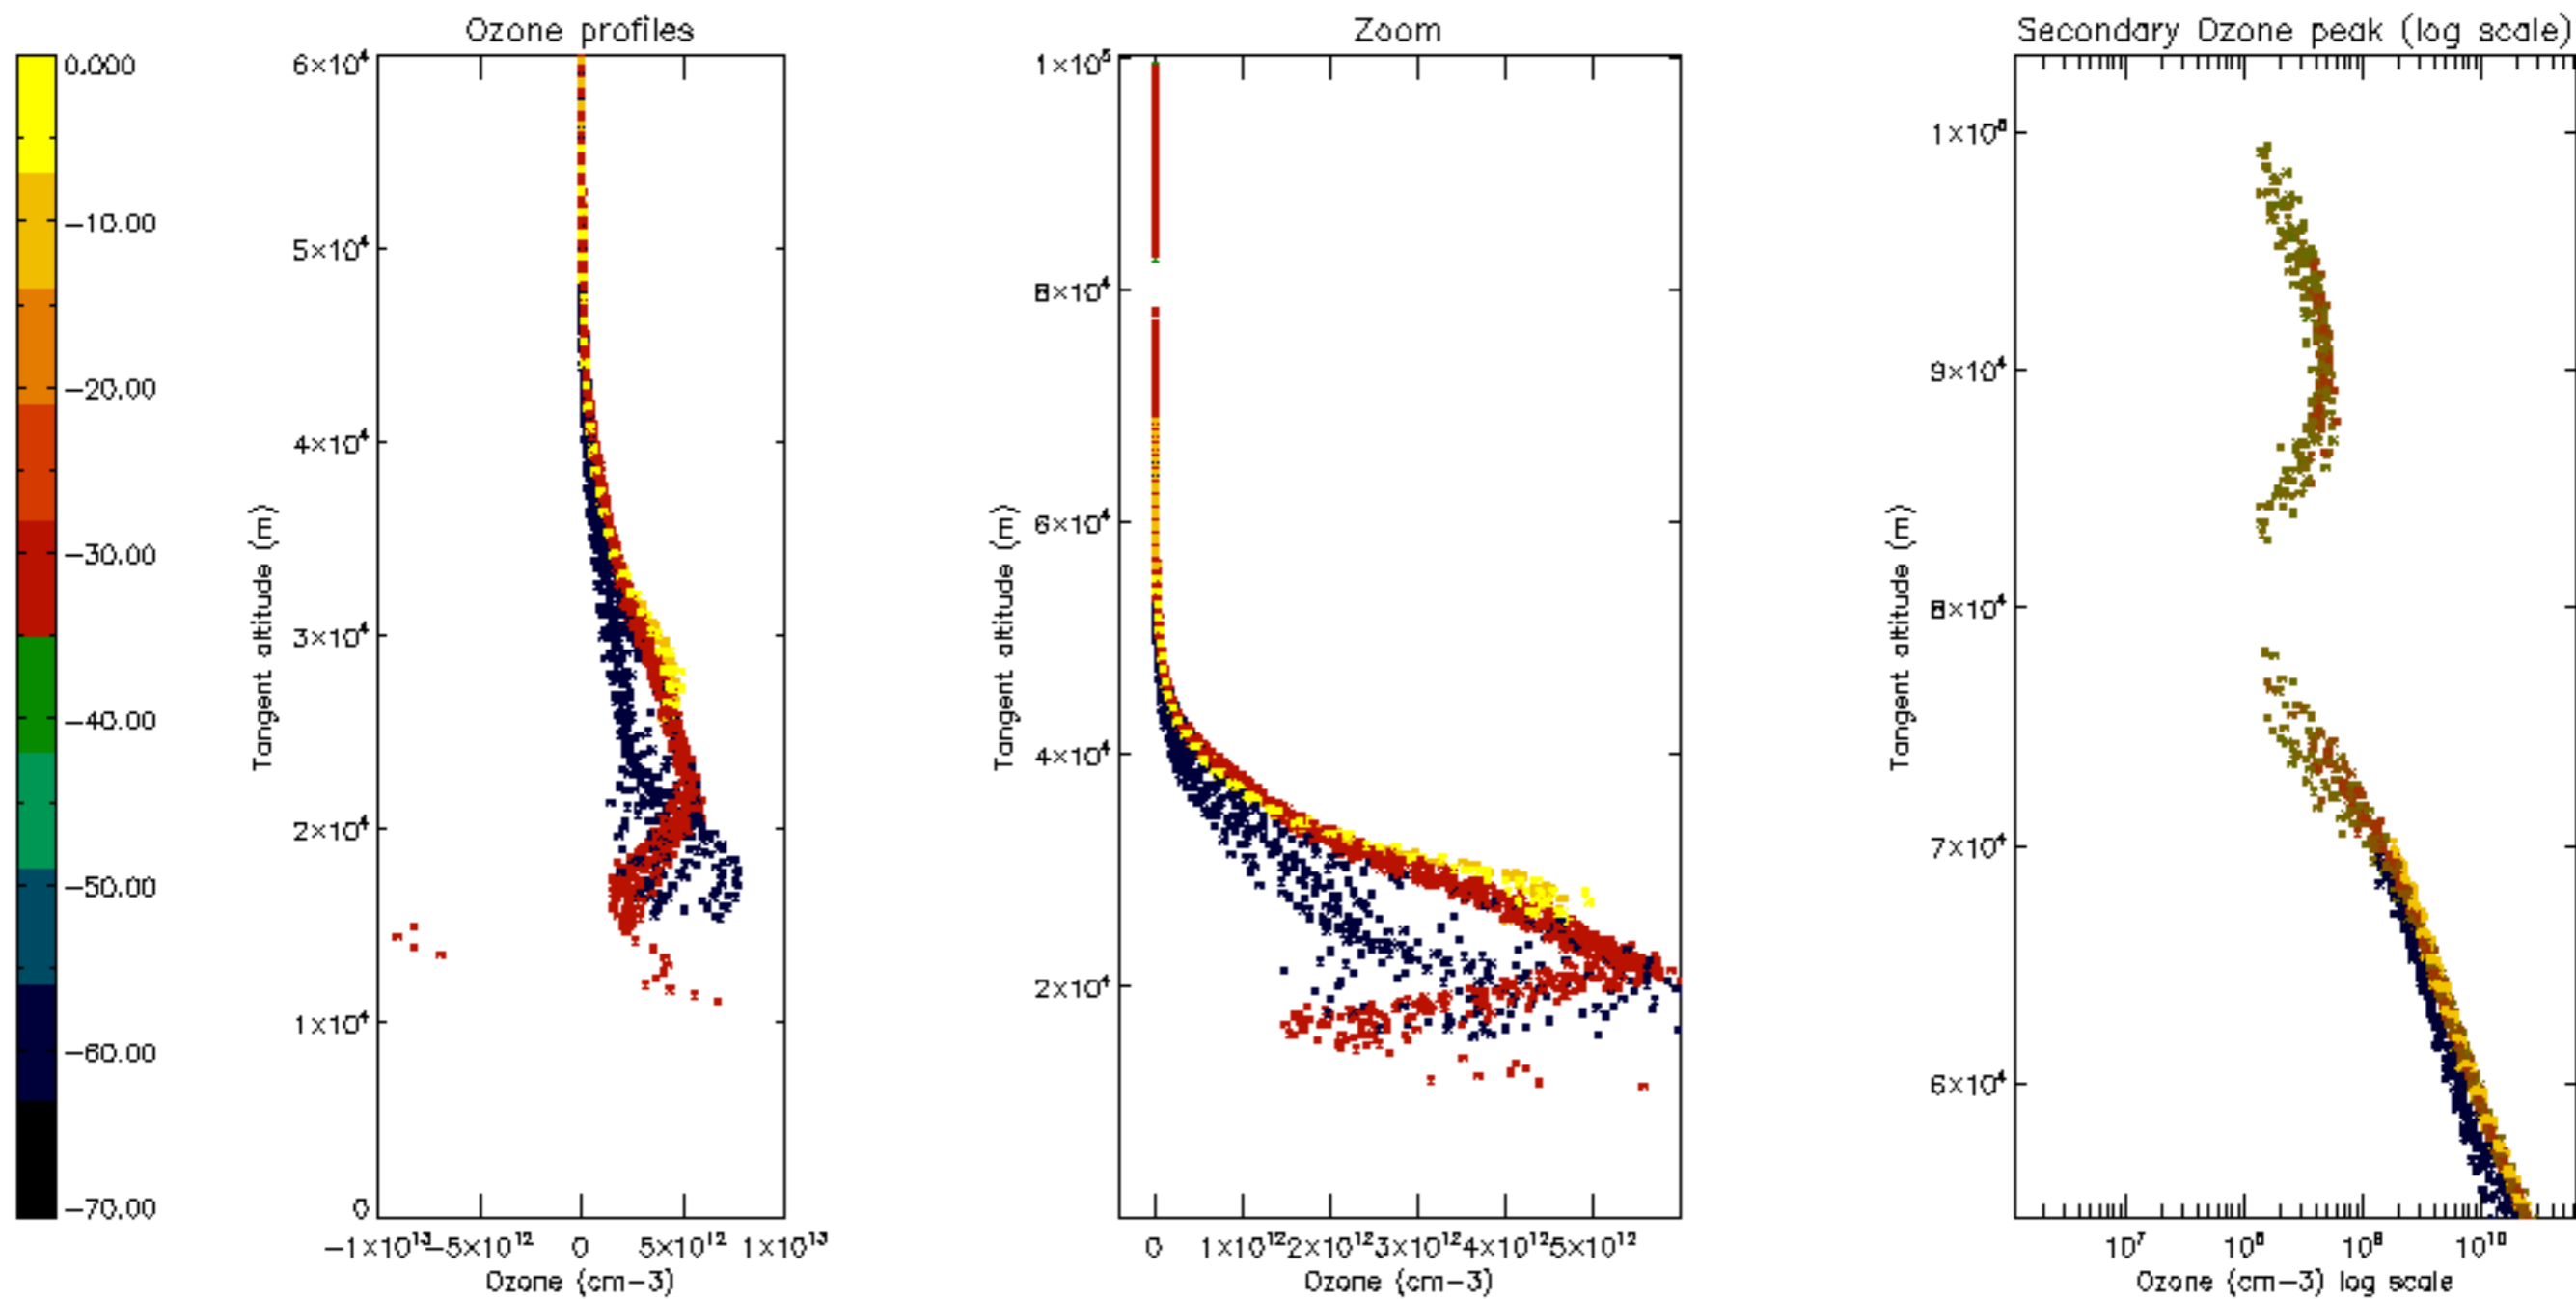 Ozone profiles
Zoom
Secondary Ozone peak (log scale)
0.000
-10.00
-20.00
-30.00
-40.00
-50.00
-60.00
-70.00
6×10⁴
5×10⁴
4×10⁴
3×10⁴
2×10⁴
1×10⁴
0
Tangent altitude (m)
-1×10¹³ -5×10¹² 0 5×10¹² 1×10¹³
Ozone (cm-3)
1×10⁵
8×10⁴
6×10⁴
4×10⁴
2×10⁴
Tangent altitude (m)
0 1×10¹² 2×10¹² 3×10¹² 4×10¹² 5×10¹²
Ozone (cm-3)
1×10⁵
9×10⁴
8×10⁴
7×10⁴
6×10⁴
Tangent altitude (m)
10⁷ 10⁸ 10⁹ 10¹⁰
Ozone (cm-3) log scale